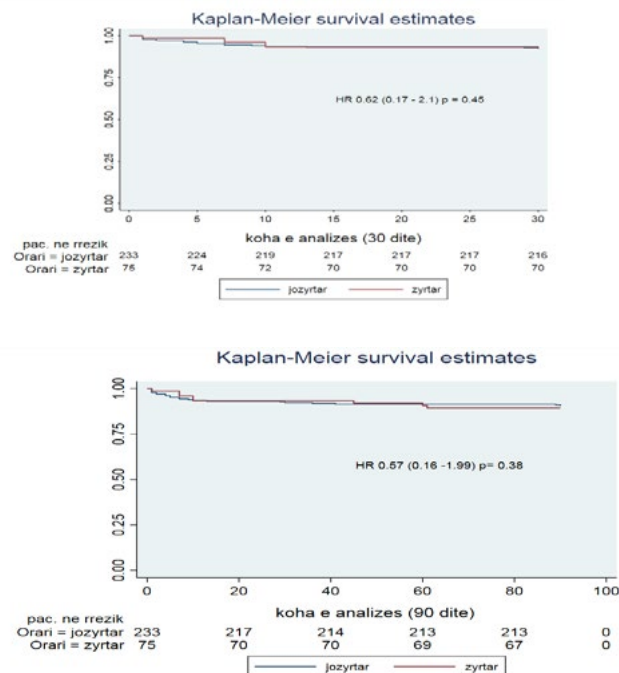 Kaplan-Meier survival estimates
1.00
0.75
0.50
0.25
0.00
HR 0.62 (0.17 - 2.1) p = 0.45
0 5 10 15 20 25 30
koha e analizes (30 dite)
pac. ne rrezik
Orari = jozyrtar 233 224 219 217 217 217 216
Orari = zyrtar 75 74 72 70 70 70 70
jozyrtar zyrtar
Kaplan-Meier survival estimates
1.00
0.75
0.50
0.25
0.00
HR 0.57 (0.16 -1.99) p= 0.38
0 20 40 60 80 100
koha e analizes (90 dite)
pac. ne rrezik
Orari = jozyrtar 233 217 214 213 213 0
Orari = zyrtar 75 70 70 69 67 0
jozyrtar zyrtar